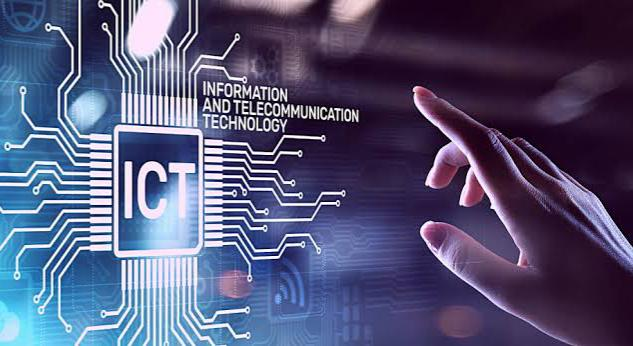 ICT
INFORMATION
AND TELECOMMUNICATION
TECHNOLOGY